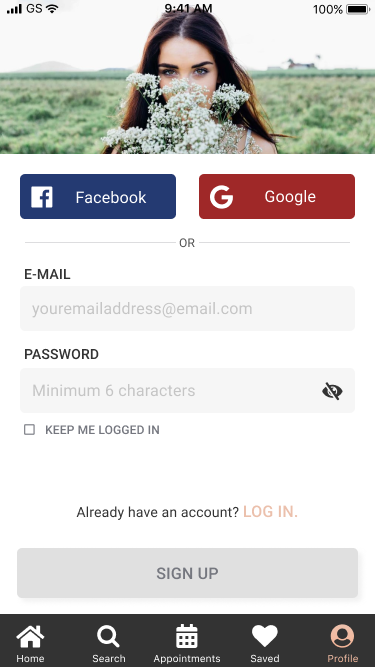 GS 9:41 AM 100%
Facebook Google
OR
E-MAIL
youremailaddress@email.com
PASSWORD
Minimum 6 characters
KEEP ME LOGGED IN
Already have an account? LOG IN.
SIGN UP
Home Search Appointments Saved Profile